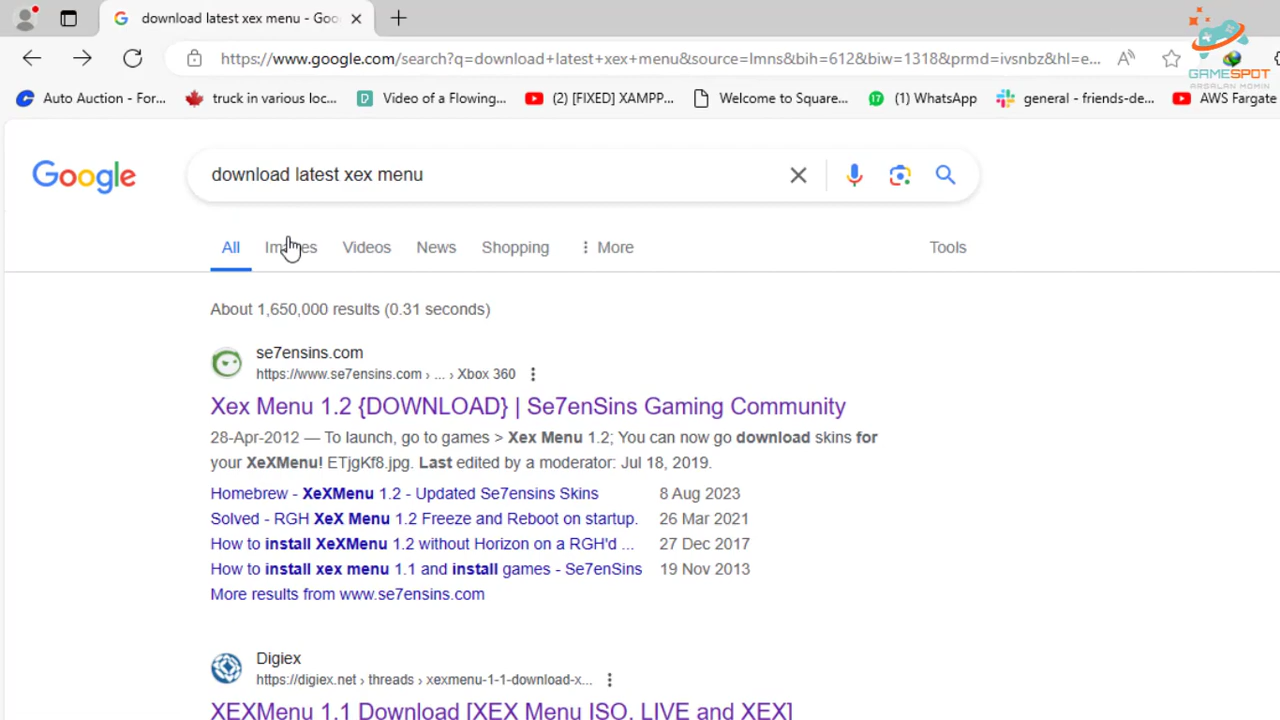 download latest xex menu - Goo
https://www.google.com/search?q=download+latest+xex+menu&source=lmns&bih=612&biw=1318&prmd=ivsnbz&hl=e...
GAMESPOT
ARSALAN MOMIN
Auto Auction - For...
truck in various loc...
Video of a Flowing...
(2) [FIXED] XAMPP...
Welcome to Square...
(1) WhatsApp
general - friends-de...
AWS Fargate
Google
download latest xex menu
All
Images
Videos
News
Shopping
More
Tools
About 1,650,000 results (0.31 seconds)
se7ensins.com
https://www.se7ensins.com › ... › Xbox 360
Xex Menu 1.2 {DOWNLOAD} | Se7enSins Gaming Community
28-Apr-2012 — To launch, go to games > Xex Menu 1.2; You can now go download skins for
your XeXMenu! ETjgKf8.jpg. Last edited by a moderator: Jul 18, 2019.
Homebrew - XeXMenu 1.2 - Updated Se7ensins Skins 8 Aug 2023
Solved - RGH XeX Menu 1.2 Freeze and Reboot on startup. 26 Mar 2021
How to install XeXMenu 1.2 without Horizon on a RGH'd ... 27 Dec 2017
How to install xex menu 1.1 and install games - Se7enSins 19 Nov 2013
More results from www.se7ensins.com
Digiex
https://digiex.net › threads › xexmenu-1-1-download-x...
XEXMenu 1.1 Download [XEX Menu ISO, LIVE and XEX]